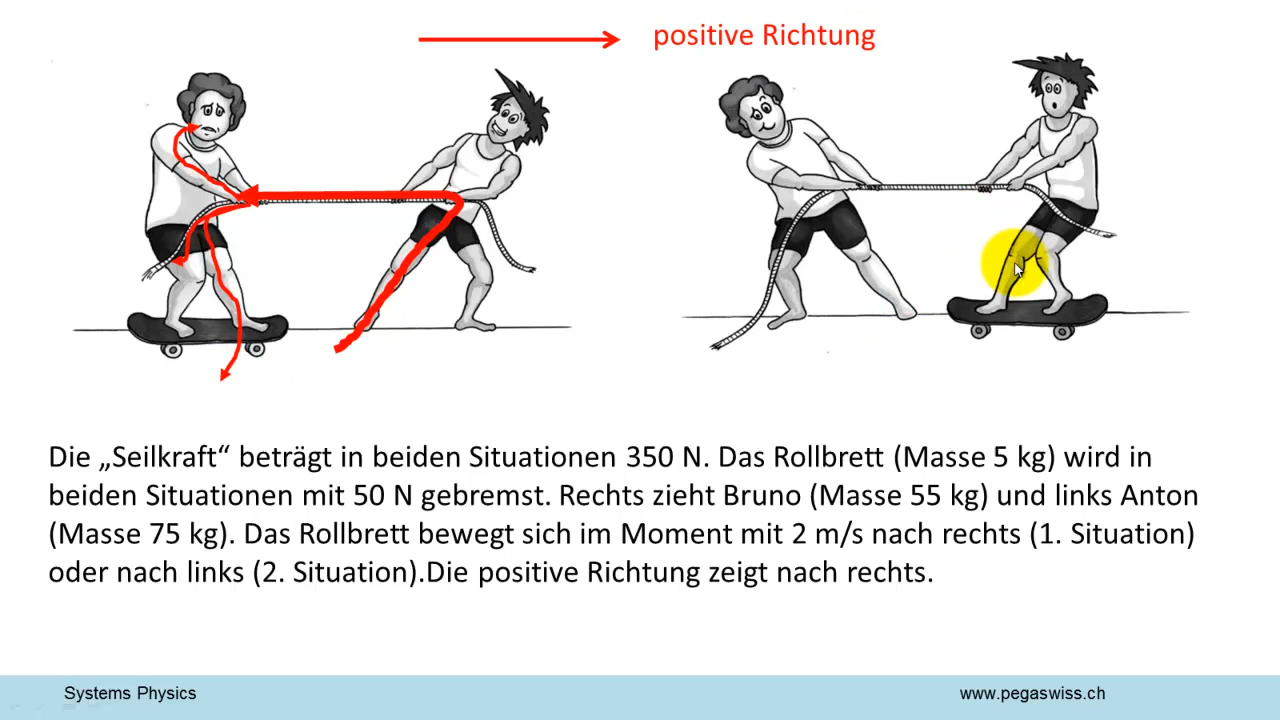 positive Richtung
Die „Seilkraft“ beträgt in beiden Situationen 350 N. Das Rollbrett (Masse 5 kg) wird in
beiden Situationen mit 50 N gebremst. Rechts zieht Bruno (Masse 55 kg) und links Anton
(Masse 75 kg). Das Rollbrett bewegt sich im Moment mit 2 m/s nach rechts (1. Situation)
oder nach links (2. Situation).Die positive Richtung zeigt nach rechts.
Systems Physics
www.pegaswiss.ch